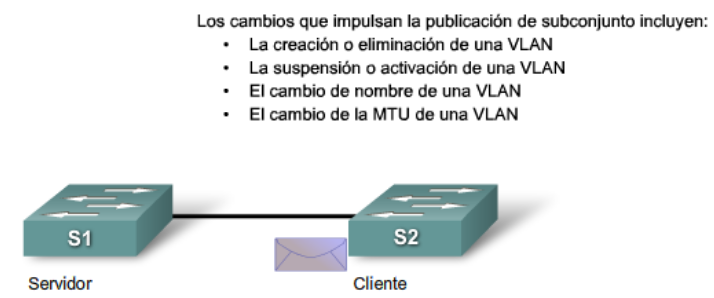 Los cambios que impulsan la publicación de subconjunto incluyen:
• La creación o eliminación de una VLAN
• La suspensión o activación de una VLAN
• El cambio de nombre de una VLAN
• El cambio de la MTU de una VLAN
S1
S2
Servidor
Cliente